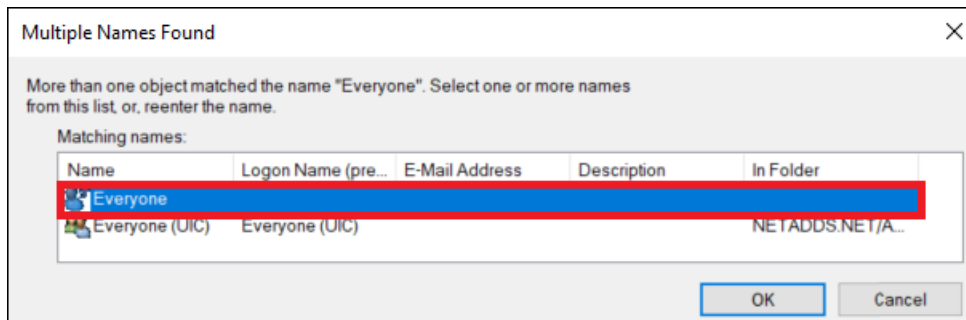 Multiple Names Found
More than one object matched the name "Everyone". Select one or more names
from this list, or, reenter the name.
Matching names:
Name Logon Name (pre... E-Mail Address Description In Folder
Everyone
Everyone (UIC) Everyone (UIC) NETADDS.NET/A...
OK Cancel